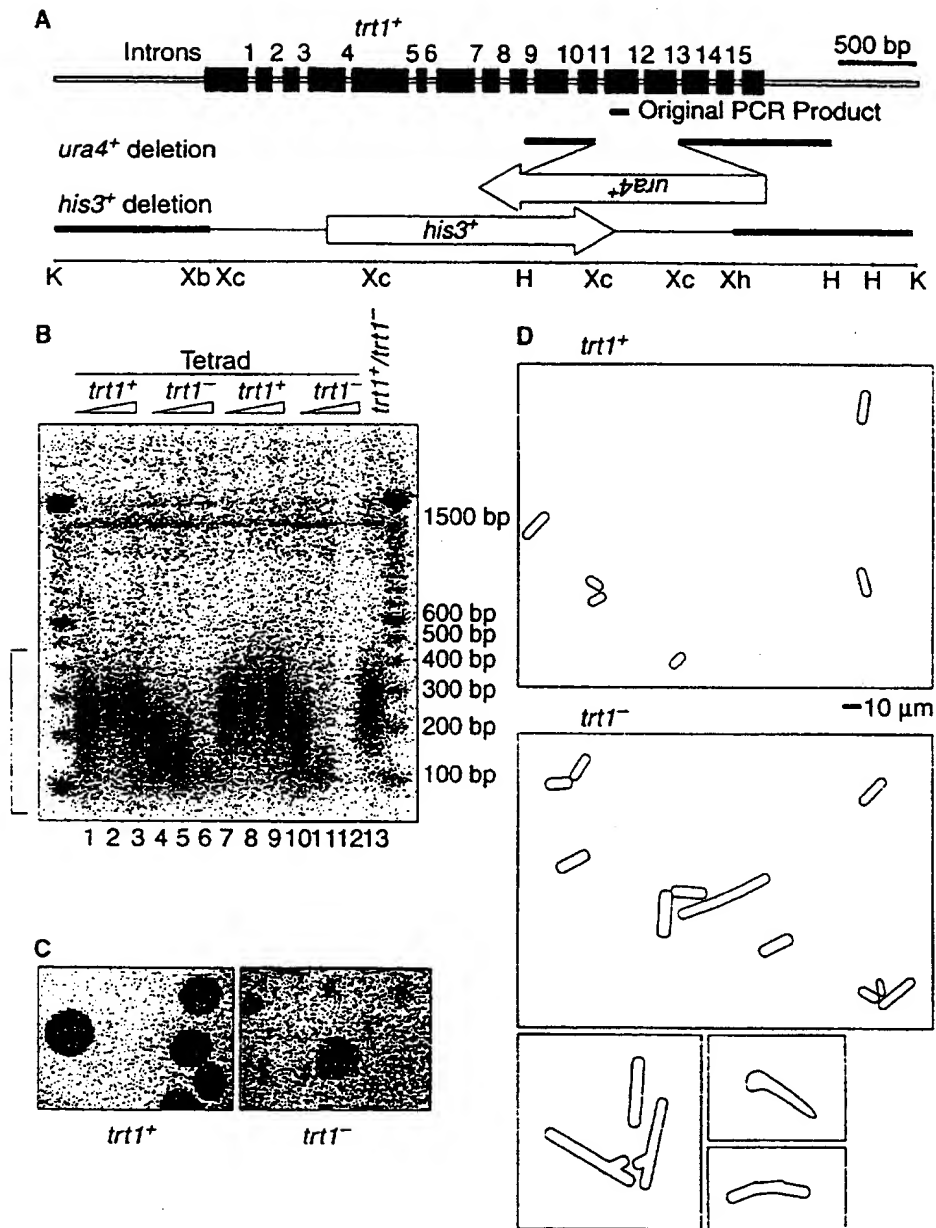 A
trt1+
Introns 1 2 3 4 5 6 7 8 9 10 11 12 13 14 15
500 bp
Original PCR Product
ura4+ deletion
ura4+
his3+ deletion
his3+
K Xb Xc Xc H Xc Xc Xh H H K
B
Tetrad
trt1+ trt1− trt1+ trt1−
trt1+/trt1−
1500 bp
600 bp
500 bp
400 bp
300 bp
200 bp
100 bp
1 2 3 4 5 6 7 8 9 10 11 12 13
C
trt1+
trt1−
D
trt1+
10 μm
trt1−